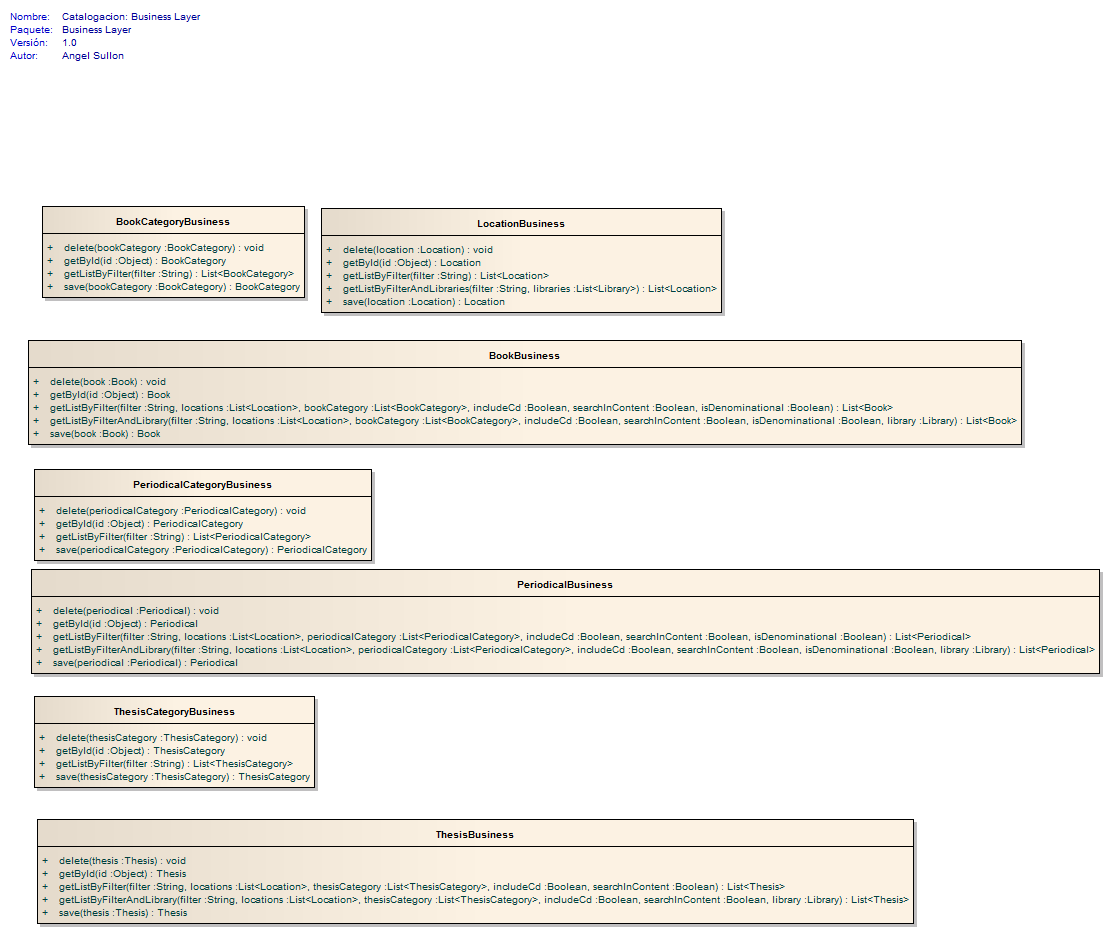 Nombre: Catalogacion: Business Layer
Paquete: Business Layer
Versión: 1.0
Autor: Angel Sullon
BookCategoryBusiness
+ delete(bookCategory :BookCategory) : void
+ getById(id :Object) : BookCategory
+ getListByFilter(filter :String) : List<BookCategory>
+ save(bookCategory :BookCategory) : BookCategory
LocationBusiness
+ delete(location :Location) : void
+ getById(id :Object) : Location
+ getListByFilter(filter :String) : List<Location>
+ getListByFilterAndLibraries(filter :String, libraries :List<Library>) : List<Location>
+ save(location :Location) : Location
BookBusiness
+ delete(book :Book) : void
+ getById(id :Object) : Book
+ getListByFilter(filter :String, locations :List<Location>, bookCategory :List<BookCategory>, includeCd :Boolean, searchInContent :Boolean, isDenominational :Boolean) : List<Book>
+ getListByFilterAndLibrary(filter :String, locations :List<Location>, bookCategory :List<BookCategory>, includeCd :Boolean, searchInContent :Boolean, isDenominational :Boolean, library :Library) : List<Book>
+ save(book :Book) : Book
PeriodicalCategoryBusiness
+ delete(periodicalCategory :PeriodicalCategory) : void
+ getById(id :Object) : PeriodicalCategory
+ getListByFilter(filter :String) : List<PeriodicalCategory>
+ save(periodicalCategory :PeriodicalCategory) : PeriodicalCategory
PeriodicalBusiness
+ delete(periodical :Periodical) : void
+ getById(id :Object) : Periodical
+ getListByFilter(filter :String, locations :List<Location>, periodicalCategory :List<PeriodicalCategory>, includeCd :Boolean, searchInContent :Boolean, isDenominational :Boolean) : List<Periodical>
+ getListByFilterAndLibrary(filter :String, locations :List<Location>, periodicalCategory :List<PeriodicalCategory>, includeCd :Boolean, searchInContent :Boolean, isDenominational :Boolean, library :Library) : List<Periodical>
+ save(periodical :Periodical) : Periodical
ThesisCategoryBusiness
+ delete(thesisCategory :ThesisCategory) : void
+ getById(id :Object) : ThesisCategory
+ getListByFilter(filter :String) : List<ThesisCategory>
+ save(thesisCategory :ThesisCategory) : ThesisCategory
ThesisBusiness
+ delete(thesis :Thesis) : void
+ getById(id :Object) : Thesis
+ getListByFilter(filter :String, locations :List<Location>, thesisCategory :List<ThesisCategory>, includeCd :Boolean, searchInContent :Boolean) : List<Thesis>
+ getListByFilterAndLibrary(filter :String, locations :List<Location>, thesisCategory :List<ThesisCategory>, includeCd :Boolean, searchInContent :Boolean, library :Library) : List<Thesis>
+ save(thesis :Thesis) : Thesis